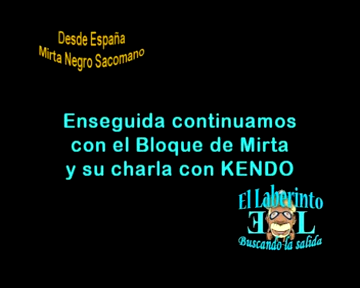 Desde España
Mirta Negro Sacomano
Enseguida continuamos
con el Bloque de Mirta
y su charla con KENDO
El Laberinto
EL
Buscando la salida